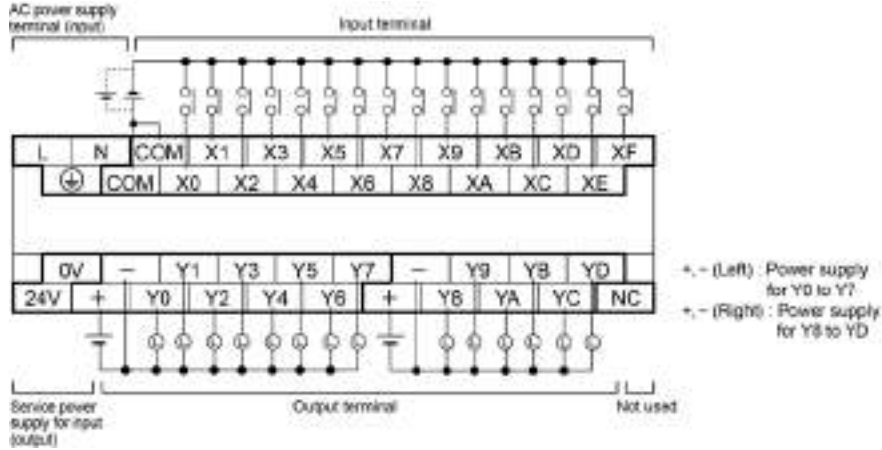 AC power supply
terminal (input)
Input terminal
L N COM X1 X3 X5 X7 X9 XB XD XF
COM X0 X2 X4 X6 X8 XA XC XE
0V − Y1 Y3 Y5 Y7 − Y9 YB YD
24V + Y0 Y2 Y4 Y6 + Y8 YA YC NC
+, − (Left) : Power supply
for Y0 to Y7
+, − (Right) : Power supply
for Y8 to YD
Service power
supply for input
(output)
Output terminal
Not used